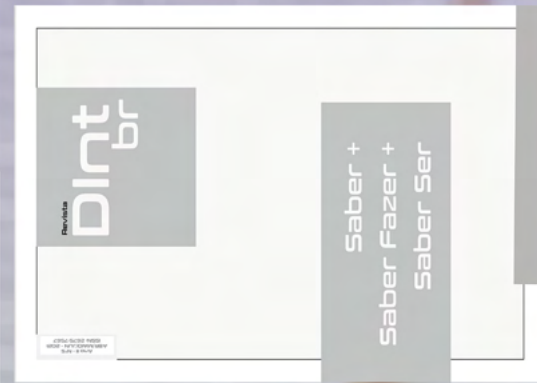 Revista
DInt
br
Saber +
Saber Fazer +
Saber Ser